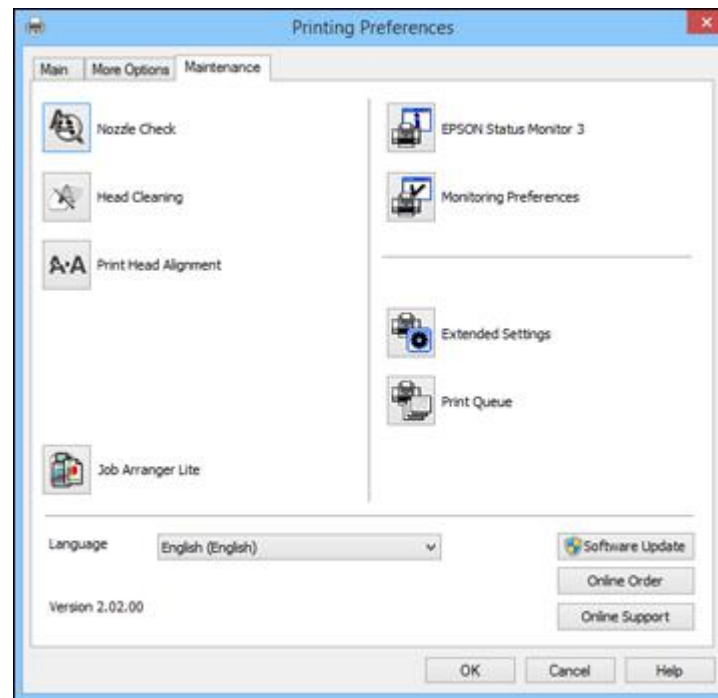 Printing Preferences
Main
More Options
Maintenance
Nozzle Check
EPSON Status Monitor 3
Head Cleaning
Monitoring Preferences
A·A Print Head Alignment
Extended Settings
Print Queue
Job Arranger Lite
Language
English (English)
Software Update
Online Order
Version 2.02.00
Online Support
OK
Cancel
Help